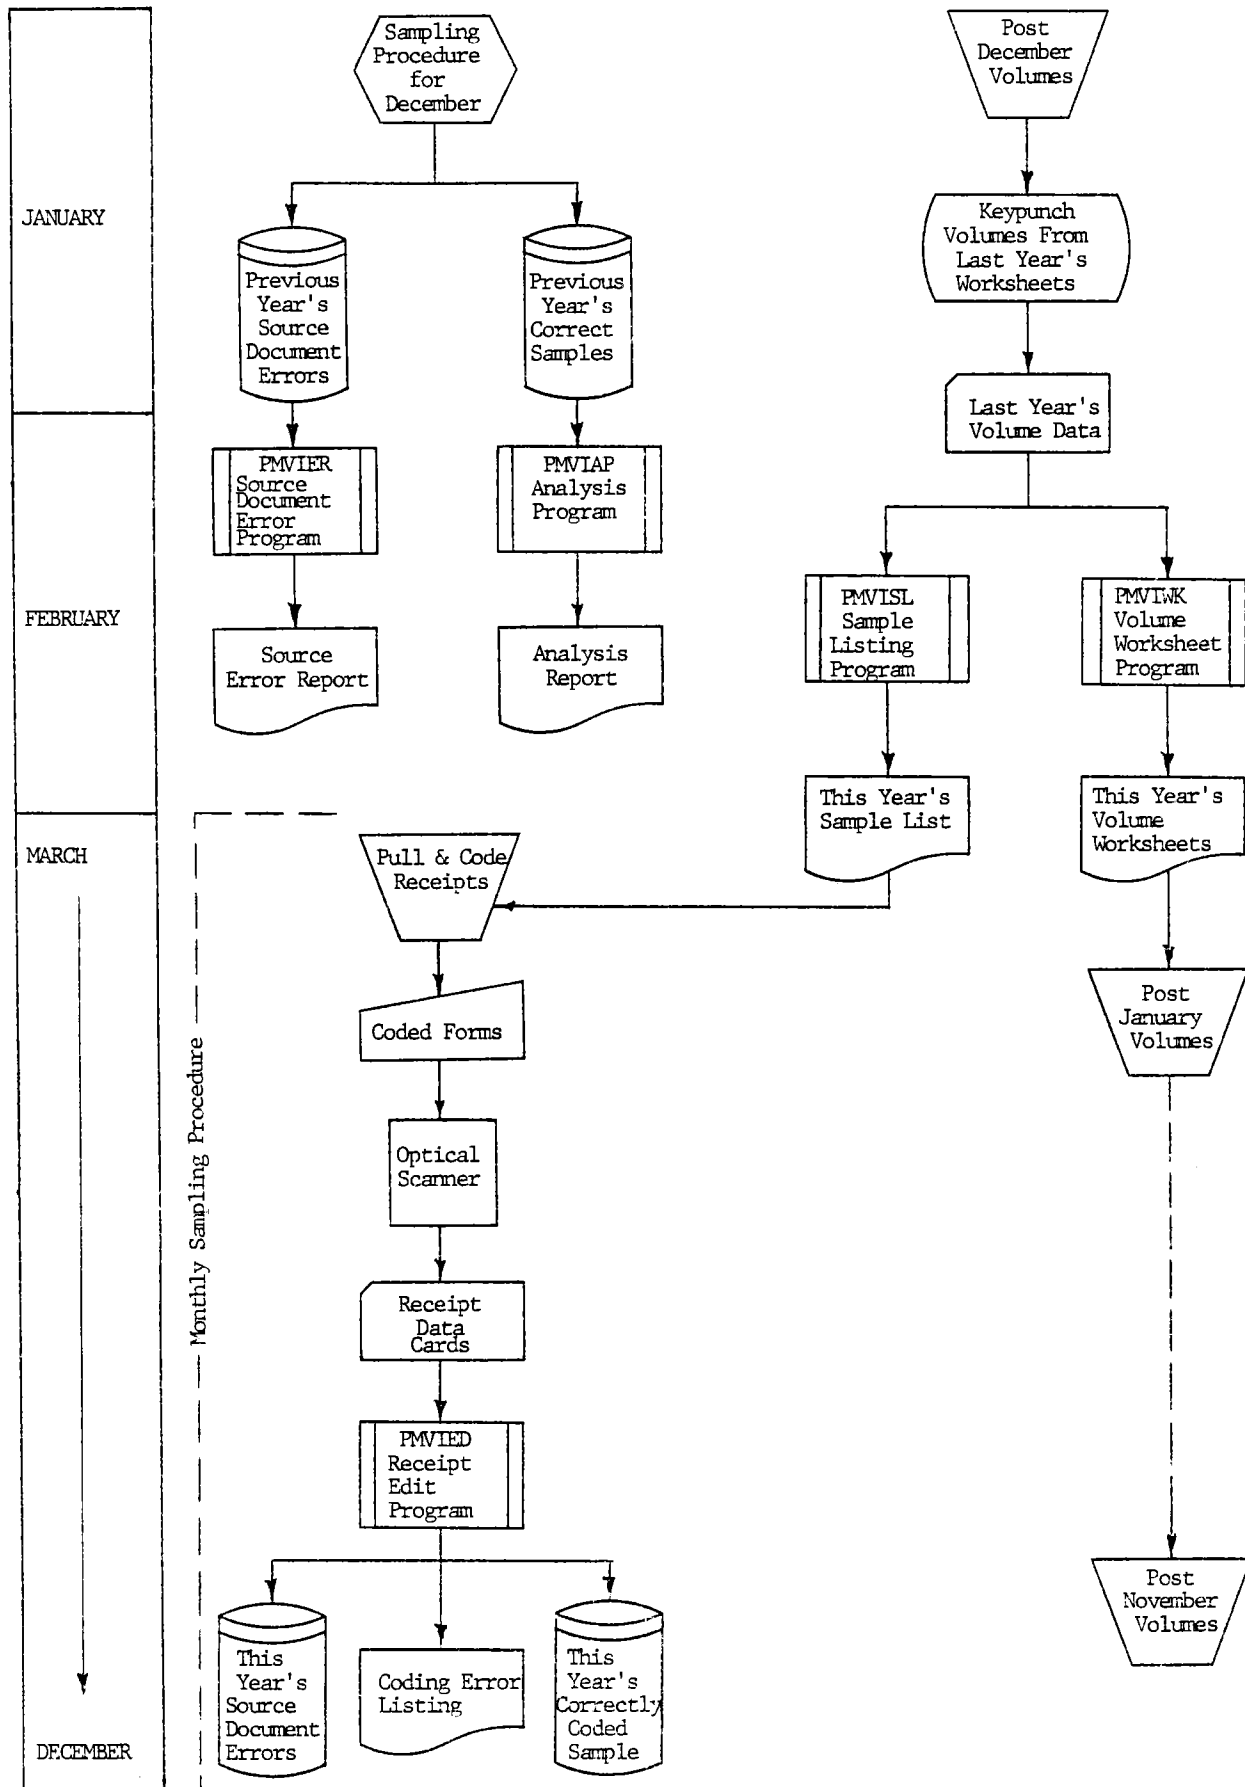 Sampling
Procedure
for
December
Post
December
Volumes
JANUARY
Keypunch
Volumes From
Last Year's
Worksheets
Previous
Year's
Source
Document
Errors
Previous
Year's
Correct
Samples
Last Year's
Volume Data
FEBRUARY
PMVIER
Source
Document
Error
Program
PMVIAP
Analysis
Program
PMVISL
Sample
Listing
Program
PMVIWK
Volume
Worksheet
Program
Source
Error Report
Analysis
Report
This Year's
Sample List
This Year's
Volume
Worksheets
MARCH
Monthly Sampling Procedure
Pull & Code
Receipts
Coded Forms
Post
January
Volumes
Optical
Scanner
Receipt
Data
Cards
PMVIED
Receipt
Edit
Program
Post
November
Volumes
This
Year's
Source
Document
Errors
Coding Error
Listing
This
Year's
Correctly
Coded
Sample
DECEMBER